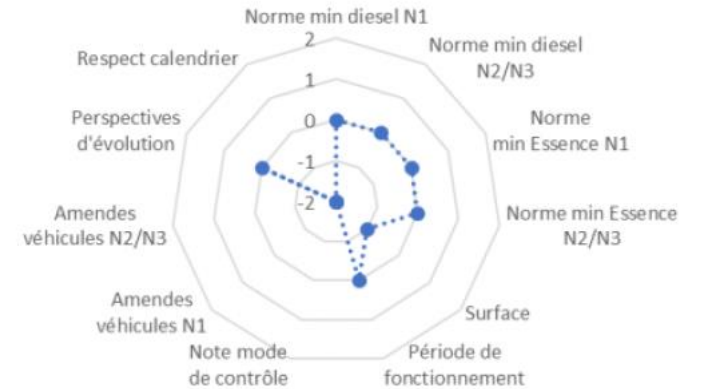 Norme min diesel N1
2
Respect calendrier
Norme min diesel
N2/N3
1
Perspectives
d'évolution
0
Norme
min Essence N1
-1
-2
Amendes
véhicules N2/N3
Norme min Essence
N2/N3
Amendes
véhicules N1
Surface
Note mode
de contrôle
Période de
fonctionnement